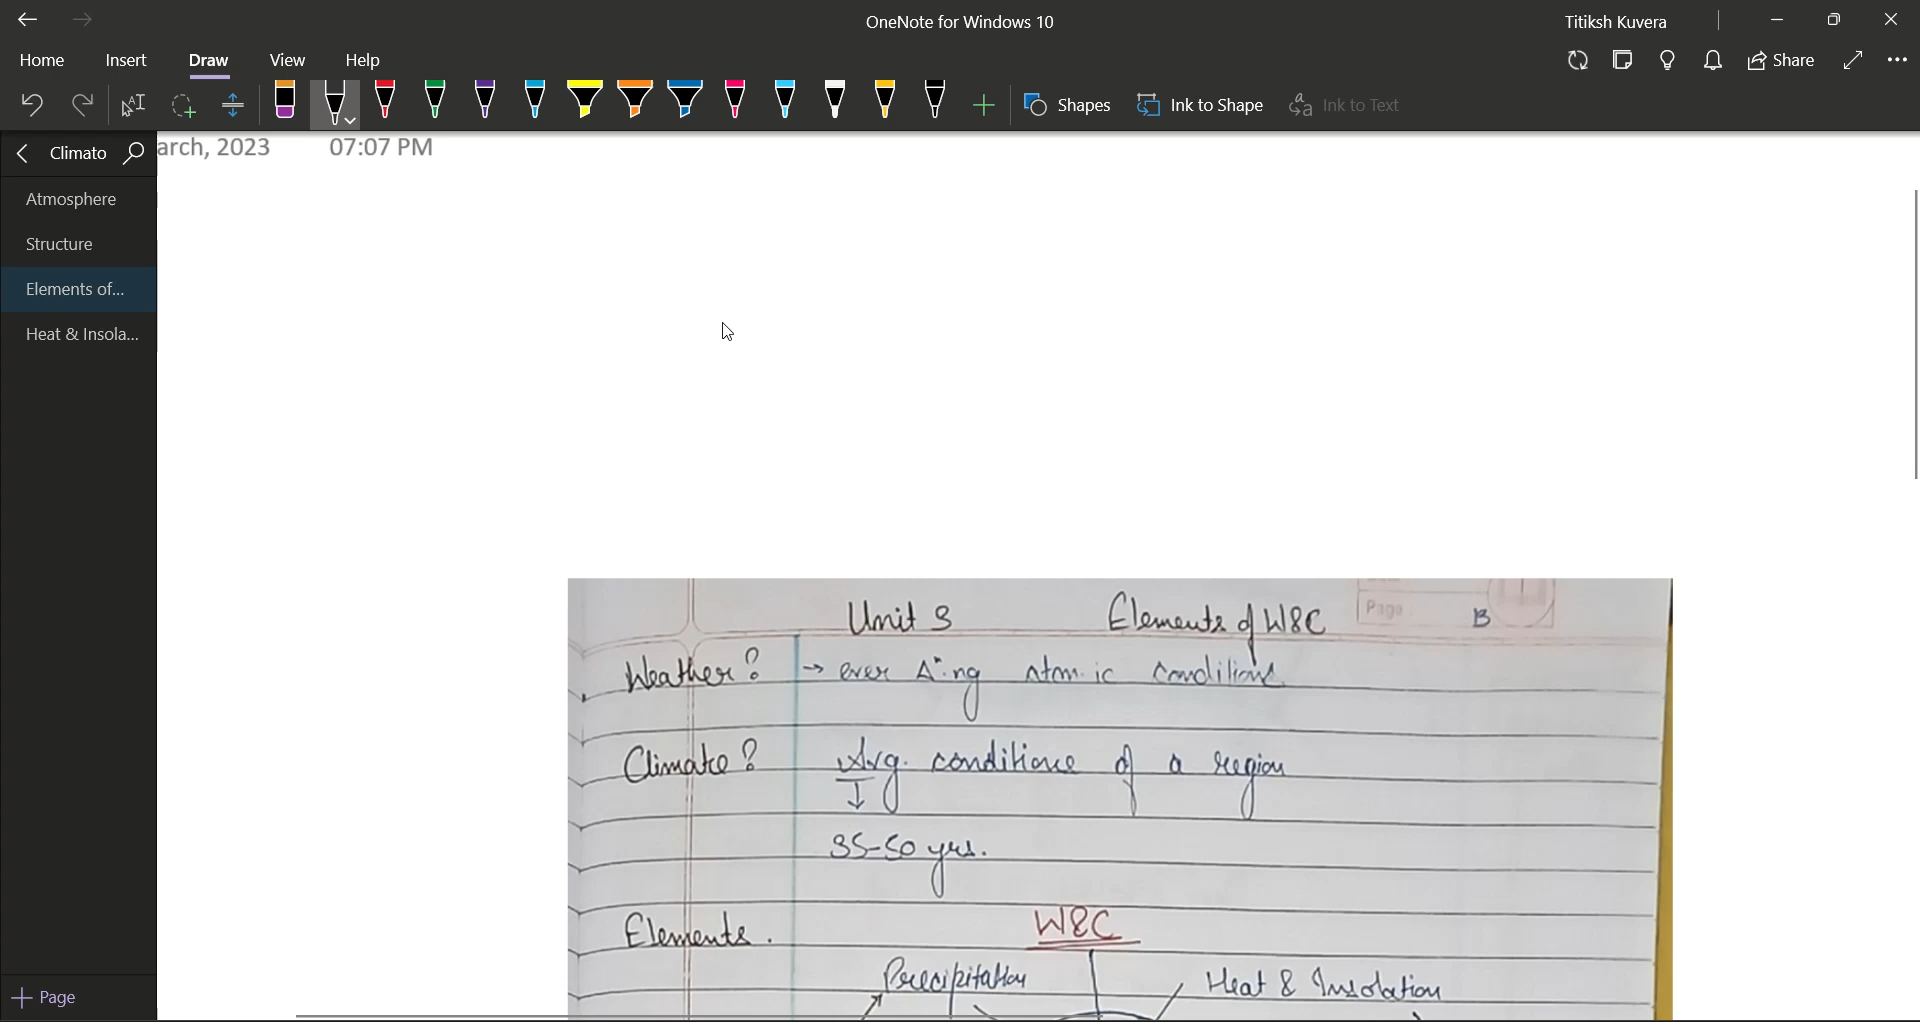 OneNote for Windows 10
Titiksh Kuvera
Home Insert Draw View Help
Share
Shapes Ink to Shape Ink to Text
Climato
arch, 2023 07:07 PM
Atmosphere
Structure
Elements of...
Heat & Insola...
Page
Unit 3 Elements of W&C Page B
Weather? → ever Δ·ng atm·ic conditions
Climate? Avg. conditions of a region
↓
35-50 yrs.
Elements. W&C
Precipitation Heat & Insolation